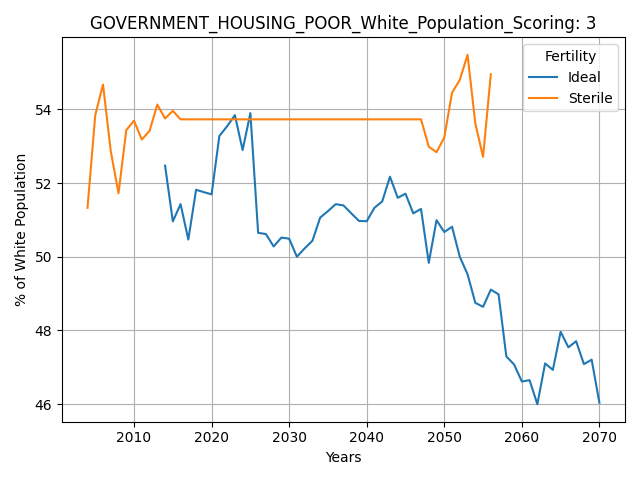 GOVERNMENT_HOUSING_POOR_White_Population_Scoring: 3
Fertility
Ideal
Sterile
% of White Population
54
52
50
48
46
2010 2020 2030 2040 2050 2060 2070
Years